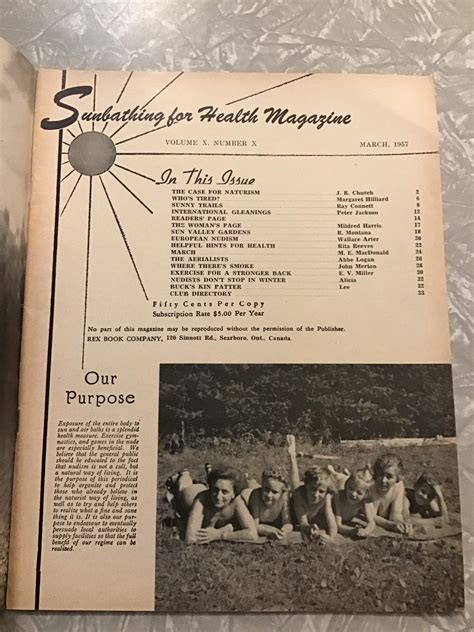 Sunbathing for Health Magazine
VOLUME X, NUMBER X MARCH, 1957
In This Issue
THE CASE FOR NATURISM J. R. Church 2
WHO'S TIRED? Margaret Hilliard 6
SUNNY TRAILS Ray Connett 8
INTERNATIONAL GLEANINGS Peter Jackson 12
READERS' PAGE 14
THE WOMAN'S PAGE Mildred Harris 17
SUN VALLEY GARDENS R. Montana 18
EUROPEAN NUDISM Wallace Arter 20
HELPFUL HINTS FOR HEALTH Rita Reeves 22
MARCH M. E. MacDonald 24
THE AERIALISTS Abbe Logan 26
WHERE THERE'S SMOKE John Merton 28
EXERCISE FOR A STRONGER BACK E. V. Miller 30
NUDISTS DON'T STOP IN WINTER Alicia 32
BUCK'S KIN PATTER Lee
CLUB DIRECTORY 33
Fifty Cents Per Copy
Subscription Rate $5.00 Per Year
No part of this magazine may be reproduced without the permission of the Publisher.
REX BOOK COMPANY, 120 Sinnott Rd., Scarboro, Ont., Canada.
Our
Purpose
Exposure of the entire body to
sun and air baths is a splendid
health measure. Exercise gym-
nastics, and games in the nude
are especially beneficial. We
believe that the general public
should be educated to the fact
that nudism is not a cult, but
a natural way of living. It is
the purpose of this periodical
to help organize and protect
those who already believe in
the natural way of living, as
well as to try and help others
to realize what a fine and sane
thing it is. It is also our pur-
pose to endeavour to eventually
persuade local authorities to
supply facilities so that the full
benefit of our regime can be
realized.